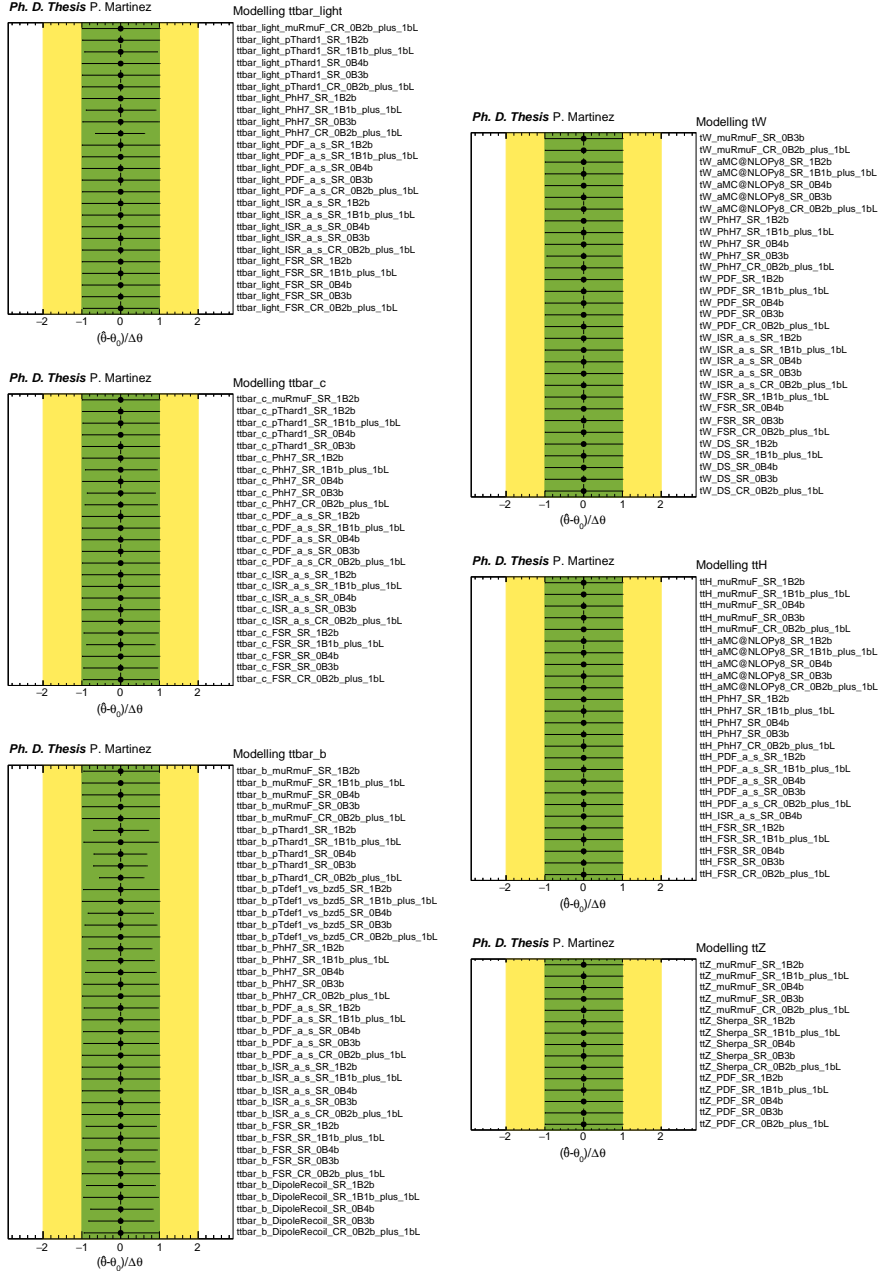 Ph. D. Thesis P. Martinez
Modelling ttbar_light
ttbar_light_muRmuF_CR_0B2b_plus_1bL
ttbar_light_pThard1_SR_1B2b
ttbar_light_pThard1_SR_1B1b_plus_1bL
ttbar_light_pThard1_SR_0B4b
ttbar_light_pThard1_SR_0B3b
ttbar_light_pThard1_CR_0B2b_plus_1bL
ttbar_light_PhH7_SR_1B2b
ttbar_light_PhH7_SR_1B1b_plus_1bL
ttbar_light_PhH7_SR_0B3b
ttbar_light_PhH7_CR_0B2b_plus_1bL
ttbar_light_PDF_a_s_SR_1B2b
ttbar_light_PDF_a_s_SR_1B1b_plus_1bL
ttbar_light_PDF_a_s_SR_0B4b
ttbar_light_PDF_a_s_SR_0B3b
ttbar_light_PDF_a_s_CR_0B2b_plus_1bL
ttbar_light_ISR_a_s_SR_1B2b
ttbar_light_ISR_a_s_SR_1B1b_plus_1bL
ttbar_light_ISR_a_s_SR_0B4b
ttbar_light_ISR_a_s_SR_0B3b
ttbar_light_ISR_a_s_CR_0B2b_plus_1bL
ttbar_light_FSR_SR_1B2b
ttbar_light_FSR_SR_1B1b_plus_1bL
ttbar_light_FSR_SR_0B4b
ttbar_light_FSR_SR_0B3b
ttbar_light_FSR_CR_0B2b_plus_1bL
−2 −1 0 1 2
(θ̂-θ₀)/Δθ
Ph. D. Thesis P. Martinez
Modelling ttbar_c
ttbar_c_muRmuF_SR_1B2b
ttbar_c_pThard1_SR_1B2b
ttbar_c_pThard1_SR_1B1b_plus_1bL
ttbar_c_pThard1_SR_0B4b
ttbar_c_pThard1_SR_0B3b
ttbar_c_PhH7_SR_1B2b
ttbar_c_PhH7_SR_1B1b_plus_1bL
ttbar_c_PhH7_SR_0B4b
ttbar_c_PhH7_SR_0B3b
ttbar_c_PhH7_CR_0B2b_plus_1bL
ttbar_c_PDF_a_s_SR_1B2b
ttbar_c_PDF_a_s_SR_1B1b_plus_1bL
ttbar_c_PDF_a_s_SR_0B4b
ttbar_c_PDF_a_s_SR_0B3b
ttbar_c_PDF_a_s_CR_0B2b_plus_1bL
ttbar_c_ISR_a_s_SR_1B2b
ttbar_c_ISR_a_s_SR_1B1b_plus_1bL
ttbar_c_ISR_a_s_SR_0B4b
ttbar_c_ISR_a_s_SR_0B3b
ttbar_c_ISR_a_s_CR_0B2b_plus_1bL
ttbar_c_FSR_SR_1B2b
ttbar_c_FSR_SR_1B1b_plus_1bL
ttbar_c_FSR_SR_0B4b
ttbar_c_FSR_SR_0B3b
ttbar_c_FSR_CR_0B2b_plus_1bL
−2 −1 0 1 2
(θ̂-θ₀)/Δθ
Ph. D. Thesis P. Martinez
Modelling ttbar_b
ttbar_b_muRmuF_SR_1B2b
ttbar_b_muRmuF_SR_1B1b_plus_1bL
ttbar_b_muRmuF_SR_0B4b
ttbar_b_muRmuF_SR_0B3b
ttbar_b_muRmuF_CR_0B2b_plus_1bL
ttbar_b_pThard1_SR_1B2b
ttbar_b_pThard1_SR_1B1b_plus_1bL
ttbar_b_pThard1_SR_0B4b
ttbar_b_pThard1_SR_0B3b
ttbar_b_pThard1_CR_0B2b_plus_1bL
ttbar_b_pTdef1_vs_bzd5_SR_1B2b
ttbar_b_pTdef1_vs_bzd5_SR_1B1b_plus_1bL
ttbar_b_pTdef1_vs_bzd5_SR_0B4b
ttbar_b_pTdef1_vs_bzd5_SR_0B3b
ttbar_b_pTdef1_vs_bzd5_CR_0B2b_plus_1bL
ttbar_b_PhH7_SR_1B2b
ttbar_b_PhH7_SR_1B1b_plus_1bL
ttbar_b_PhH7_SR_0B4b
ttbar_b_PhH7_SR_0B3b
ttbar_b_PhH7_CR_0B2b_plus_1bL
ttbar_b_PDF_a_s_SR_1B2b
ttbar_b_PDF_a_s_SR_1B1b_plus_1bL
ttbar_b_PDF_a_s_SR_0B4b
ttbar_b_PDF_a_s_SR_0B3b
ttbar_b_PDF_a_s_CR_0B2b_plus_1bL
ttbar_b_ISR_a_s_SR_1B2b
ttbar_b_ISR_a_s_SR_1B1b_plus_1bL
ttbar_b_ISR_a_s_SR_0B4b
ttbar_b_ISR_a_s_SR_0B3b
ttbar_b_ISR_a_s_CR_0B2b_plus_1bL
ttbar_b_FSR_SR_1B2b
ttbar_b_FSR_SR_1B1b_plus_1bL
ttbar_b_FSR_SR_0B4b
ttbar_b_FSR_SR_0B3b
ttbar_b_FSR_CR_0B2b_plus_1bL
ttbar_b_DipoleRecoil_SR_1B2b
ttbar_b_DipoleRecoil_SR_1B1b_plus_1bL
ttbar_b_DipoleRecoil_SR_0B4b
ttbar_b_DipoleRecoil_SR_0B3b
ttbar_b_DipoleRecoil_CR_0B2b_plus_1bL
−2 −1 0 1 2
(θ̂-θ₀)/Δθ
Ph. D. Thesis P. Martinez
Modelling tW
tW_muRmuF_SR_0B3b
tW_muRmuF_CR_0B2b_plus_1bL
tW_aMC@NLOPy8_SR_1B2b
tW_aMC@NLOPy8_SR_1B1b_plus_1bL
tW_aMC@NLOPy8_SR_0B4b
tW_aMC@NLOPy8_SR_0B3b
tW_aMC@NLOPy8_CR_0B2b_plus_1bL
tW_PhH7_SR_1B2b
tW_PhH7_SR_1B1b_plus_1bL
tW_PhH7_SR_0B4b
tW_PhH7_SR_0B3b
tW_PhH7_CR_0B2b_plus_1bL
tW_PDF_SR_1B2b
tW_PDF_SR_1B1b_plus_1bL
tW_PDF_SR_0B4b
tW_PDF_SR_0B3b
tW_PDF_CR_0B2b_plus_1bL
tW_ISR_a_s_SR_1B2b
tW_ISR_a_s_SR_1B1b_plus_1bL
tW_ISR_a_s_SR_0B4b
tW_ISR_a_s_SR_0B3b
tW_ISR_a_s_CR_0B2b_plus_1bL
tW_FSR_SR_1B1b_plus_1bL
tW_FSR_SR_0B4b
tW_FSR_SR_0B3b
tW_FSR_CR_0B2b_plus_1bL
tW_DS_SR_1B2b
tW_DS_SR_1B1b_plus_1bL
tW_DS_SR_0B4b
tW_DS_SR_0B3b
tW_DS_CR_0B2b_plus_1bL
−2 −1 0 1 2
(θ̂-θ₀)/Δθ
Ph. D. Thesis P. Martinez
Modelling ttH
ttH_muRmuF_SR_1B2b
ttH_muRmuF_SR_1B1b_plus_1bL
ttH_muRmuF_SR_0B4b
ttH_muRmuF_SR_0B3b
ttH_muRmuF_CR_0B2b_plus_1bL
ttH_aMC@NLOPy8_SR_1B2b
ttH_aMC@NLOPy8_SR_1B1b_plus_1bL
ttH_aMC@NLOPy8_SR_0B4b
ttH_aMC@NLOPy8_SR_0B3b
ttH_aMC@NLOPy8_CR_0B2b_plus_1bL
ttH_PhH7_SR_1B2b
ttH_PhH7_SR_1B1b_plus_1bL
ttH_PhH7_SR_0B4b
ttH_PhH7_SR_0B3b
ttH_PhH7_CR_0B2b_plus_1bL
ttH_PDF_a_s_SR_1B2b
ttH_PDF_a_s_SR_1B1b_plus_1bL
ttH_PDF_a_s_SR_0B4b
ttH_PDF_a_s_SR_0B3b
ttH_PDF_a_s_CR_0B2b_plus_1bL
ttH_ISR_a_s_SR_0B4b
ttH_FSR_SR_1B2b
ttH_FSR_SR_1B1b_plus_1bL
ttH_FSR_SR_0B4b
ttH_FSR_SR_0B3b
ttH_FSR_CR_0B2b_plus_1bL
−2 −1 0 1 2
(θ̂-θ₀)/Δθ
Ph. D. Thesis P. Martinez
Modelling ttZ
ttZ_muRmuF_SR_1B2b
ttZ_muRmuF_SR_1B1b_plus_1bL
ttZ_muRmuF_SR_0B4b
ttZ_muRmuF_SR_0B3b
ttZ_muRmuF_CR_0B2b_plus_1bL
ttZ_Sherpa_SR_1B2b
ttZ_Sherpa_SR_1B1b_plus_1bL
ttZ_Sherpa_SR_0B4b
ttZ_Sherpa_SR_0B3b
ttZ_Sherpa_CR_0B2b_plus_1bL
ttZ_PDF_SR_1B2b
ttZ_PDF_SR_1B1b_plus_1bL
ttZ_PDF_SR_0B4b
ttZ_PDF_SR_0B3b
ttZ_PDF_CR_0B2b_plus_1bL
−2 −1 0 1 2
(θ̂-θ₀)/Δθ